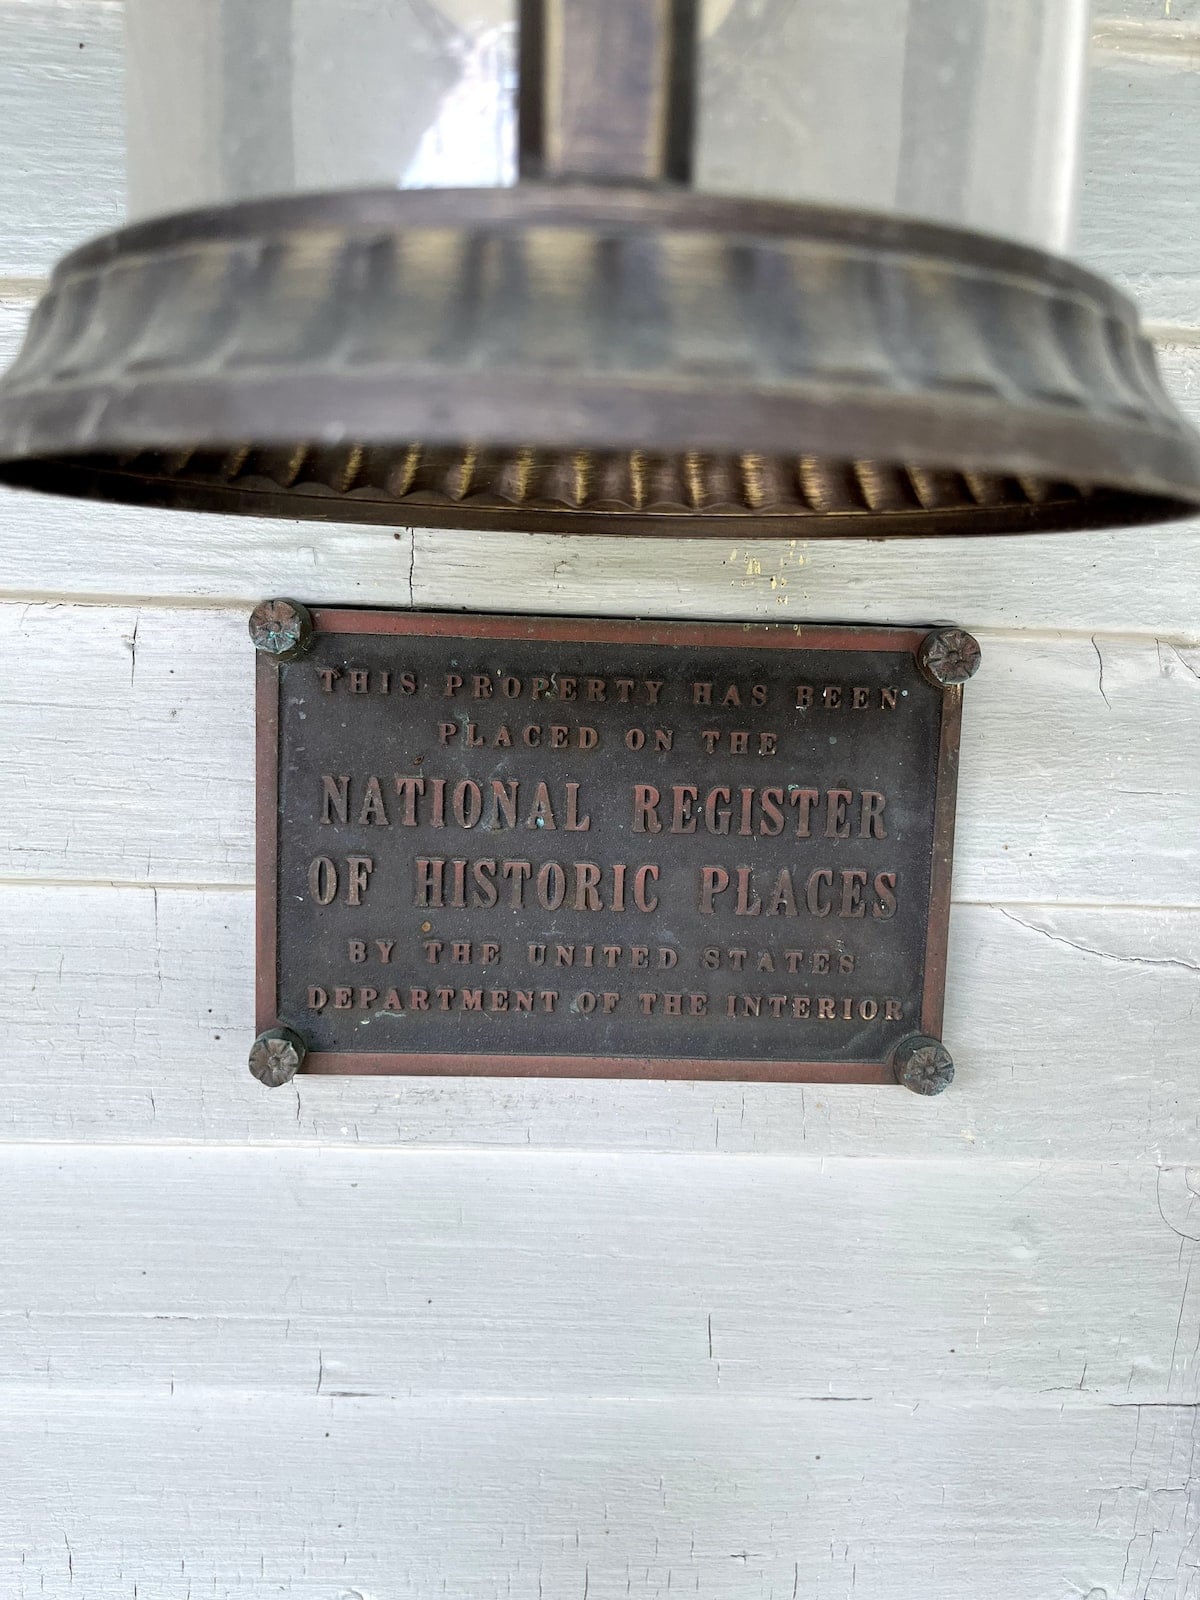 THIS PROPERTY HAS BEEN
PLACED ON THE
NATIONAL REGISTER
OF HISTORIC PLACES
BY THE UNITED STATES
DEPARTMENT OF THE INTERIOR